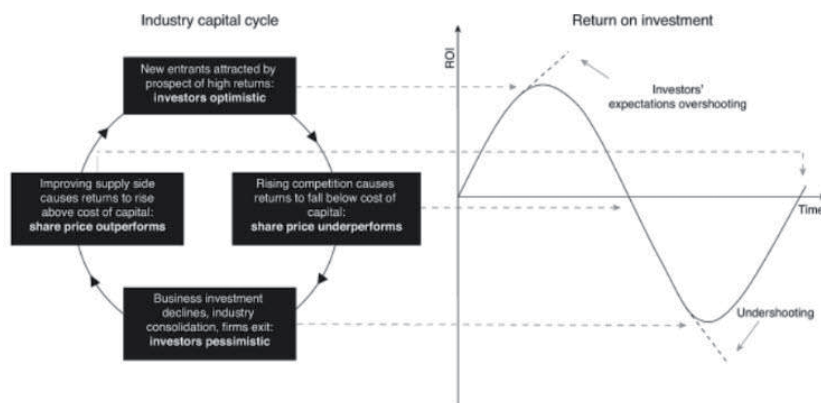 Industry capital cycle
Return on investment
New entrants attracted by
prospect of high returns:
investors optimistic
Improving supply side
causes returns to rise
above cost of capital:
share price outperforms
Rising competition causes
returns to fall below cost of
capital:
share price underperforms
Business investment
declines, industry
consolidation, firms exit:
investors pessimistic
ROI
Investors'
expectations overshooting
Time
Undershooting